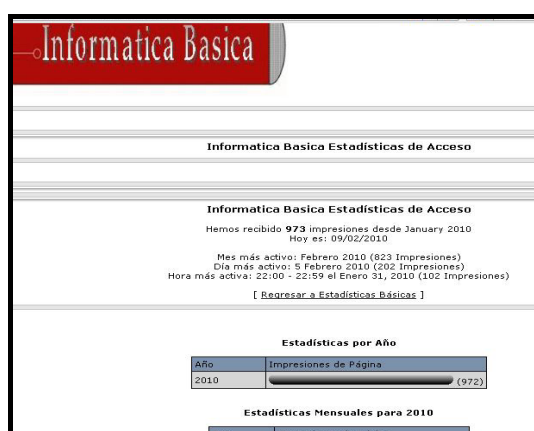 Informatica Basica
Informatica Basica Estadísticas de Acceso
Informatica Basica Estadísticas de Acceso
Hemos recibido 973 impresiones desde January 2010
Hoy es: 09/02/2010
Mes más activo: Febrero 2010 (823 Impresiones)
Día más activo: 5 Febrero 2010 (202 Impresiones)
Hora más activa: 22:00 - 22:59 el Enero 31, 2010 (102 Impresiones)
[ Regresar a Estadísticas Básicas ]
Estadísticas por Año
Año Impresiones de Página
2010 (972)
Estadísticas Mensuales para 2010